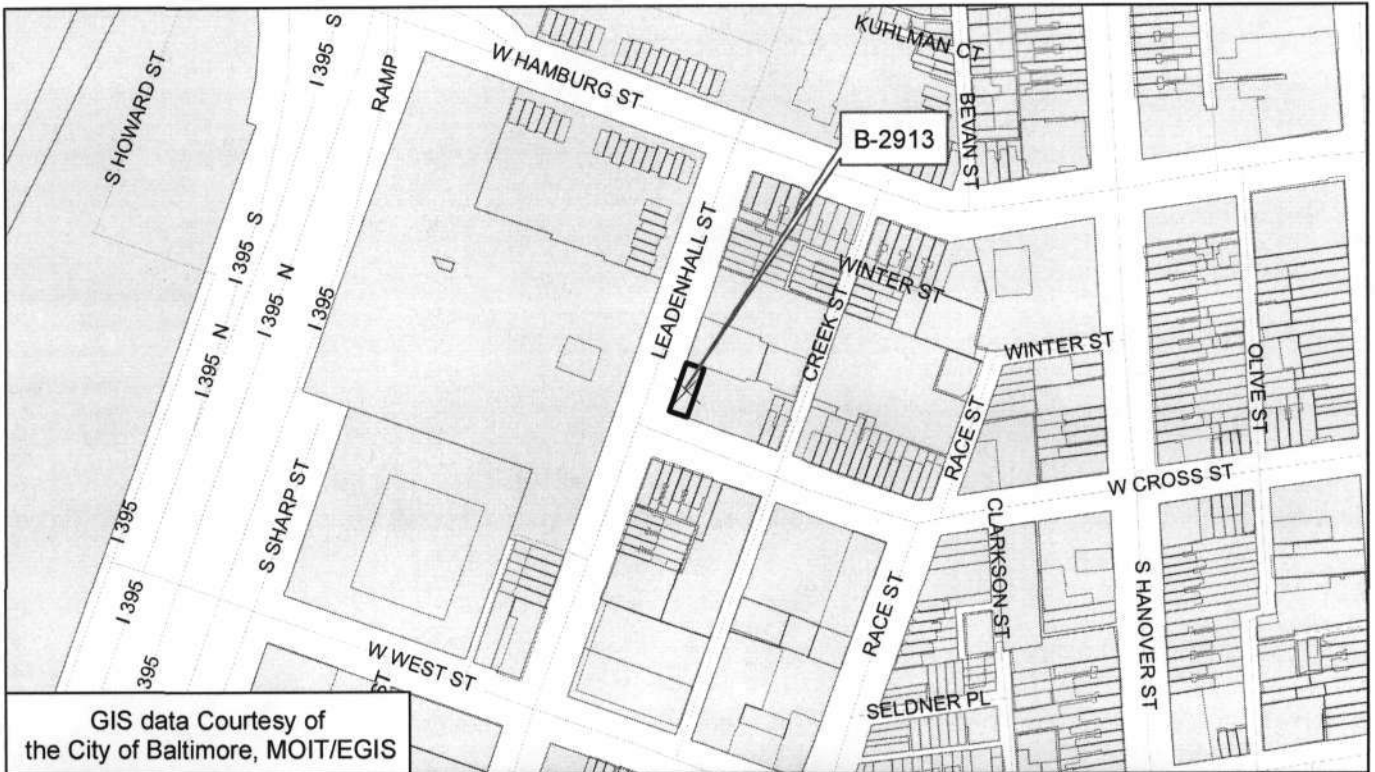 S HOWARD ST
I 395
S
RAMP
W HAMBURG ST
KUHLMAN CT
BEVAN ST
B-2913
I 395
S
I 395
N
I 395
I 395
N
LEADENHALL ST
WINTER ST
CREEK ST
WINTER ST
OLIVE ST
RACE ST
W CROSS ST
S SHARP ST
I 395
I 395
395
CLARKSON ST
S HANOVER ST
RACE ST
W WEST ST
ST
SELDNER PL
GIS data Courtesy of
the City of Baltimore, MOIT/EGIS